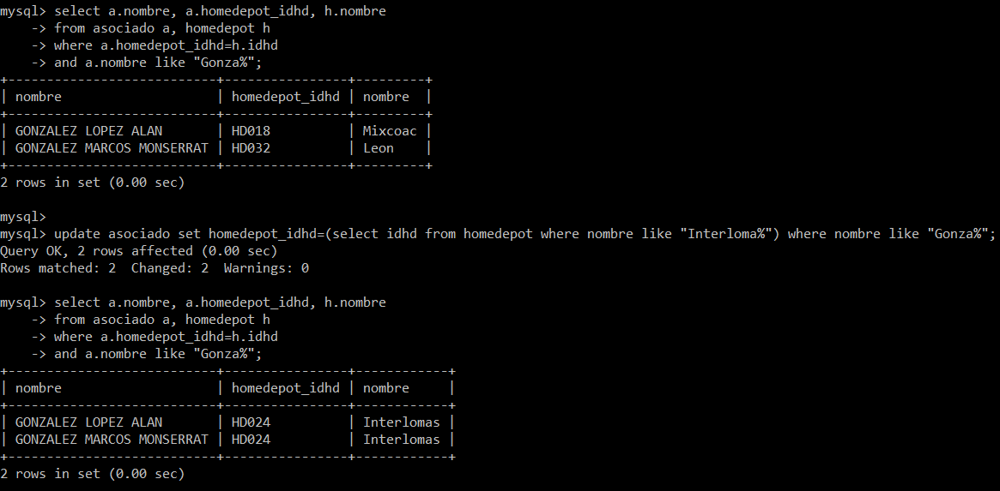 mysql> select a.nombre, a.homedepot_idhd, h.nombre
    -> from asociado a, homedepot h
    -> where a.homedepot_idhd=h.idhd
    -> and a.nombre like "Gonza%";
+---------------------------+----------------+---------+
| nombre                    | homedepot_idhd | nombre  |
+---------------------------+----------------+---------+
| GONZALEZ LOPEZ ALAN       | HD018          | Mixcoac |
| GONZALEZ MARCOS MONSERRAT | HD032          | Leon    |
+---------------------------+----------------+---------+
2 rows in set (0.00 sec)

mysql>
mysql> update asociado set homedepot_idhd=(select idhd from homedepot where nombre like "Interloma%") where nombre like "Gonza%";
Query OK, 2 rows affected (0.00 sec)
Rows matched: 2  Changed: 2  Warnings: 0

mysql> select a.nombre, a.homedepot_idhd, h.nombre
    -> from asociado a, homedepot h
    -> where a.homedepot_idhd=h.idhd
    -> and a.nombre like "Gonza%";
+---------------------------+----------------+------------+
| nombre                    | homedepot_idhd | nombre     |
+---------------------------+----------------+------------+
| GONZALEZ LOPEZ ALAN       | HD024          | Interlomas |
| GONZALEZ MARCOS MONSERRAT | HD024          | Interlomas |
+---------------------------+----------------+------------+
2 rows in set (0.00 sec)